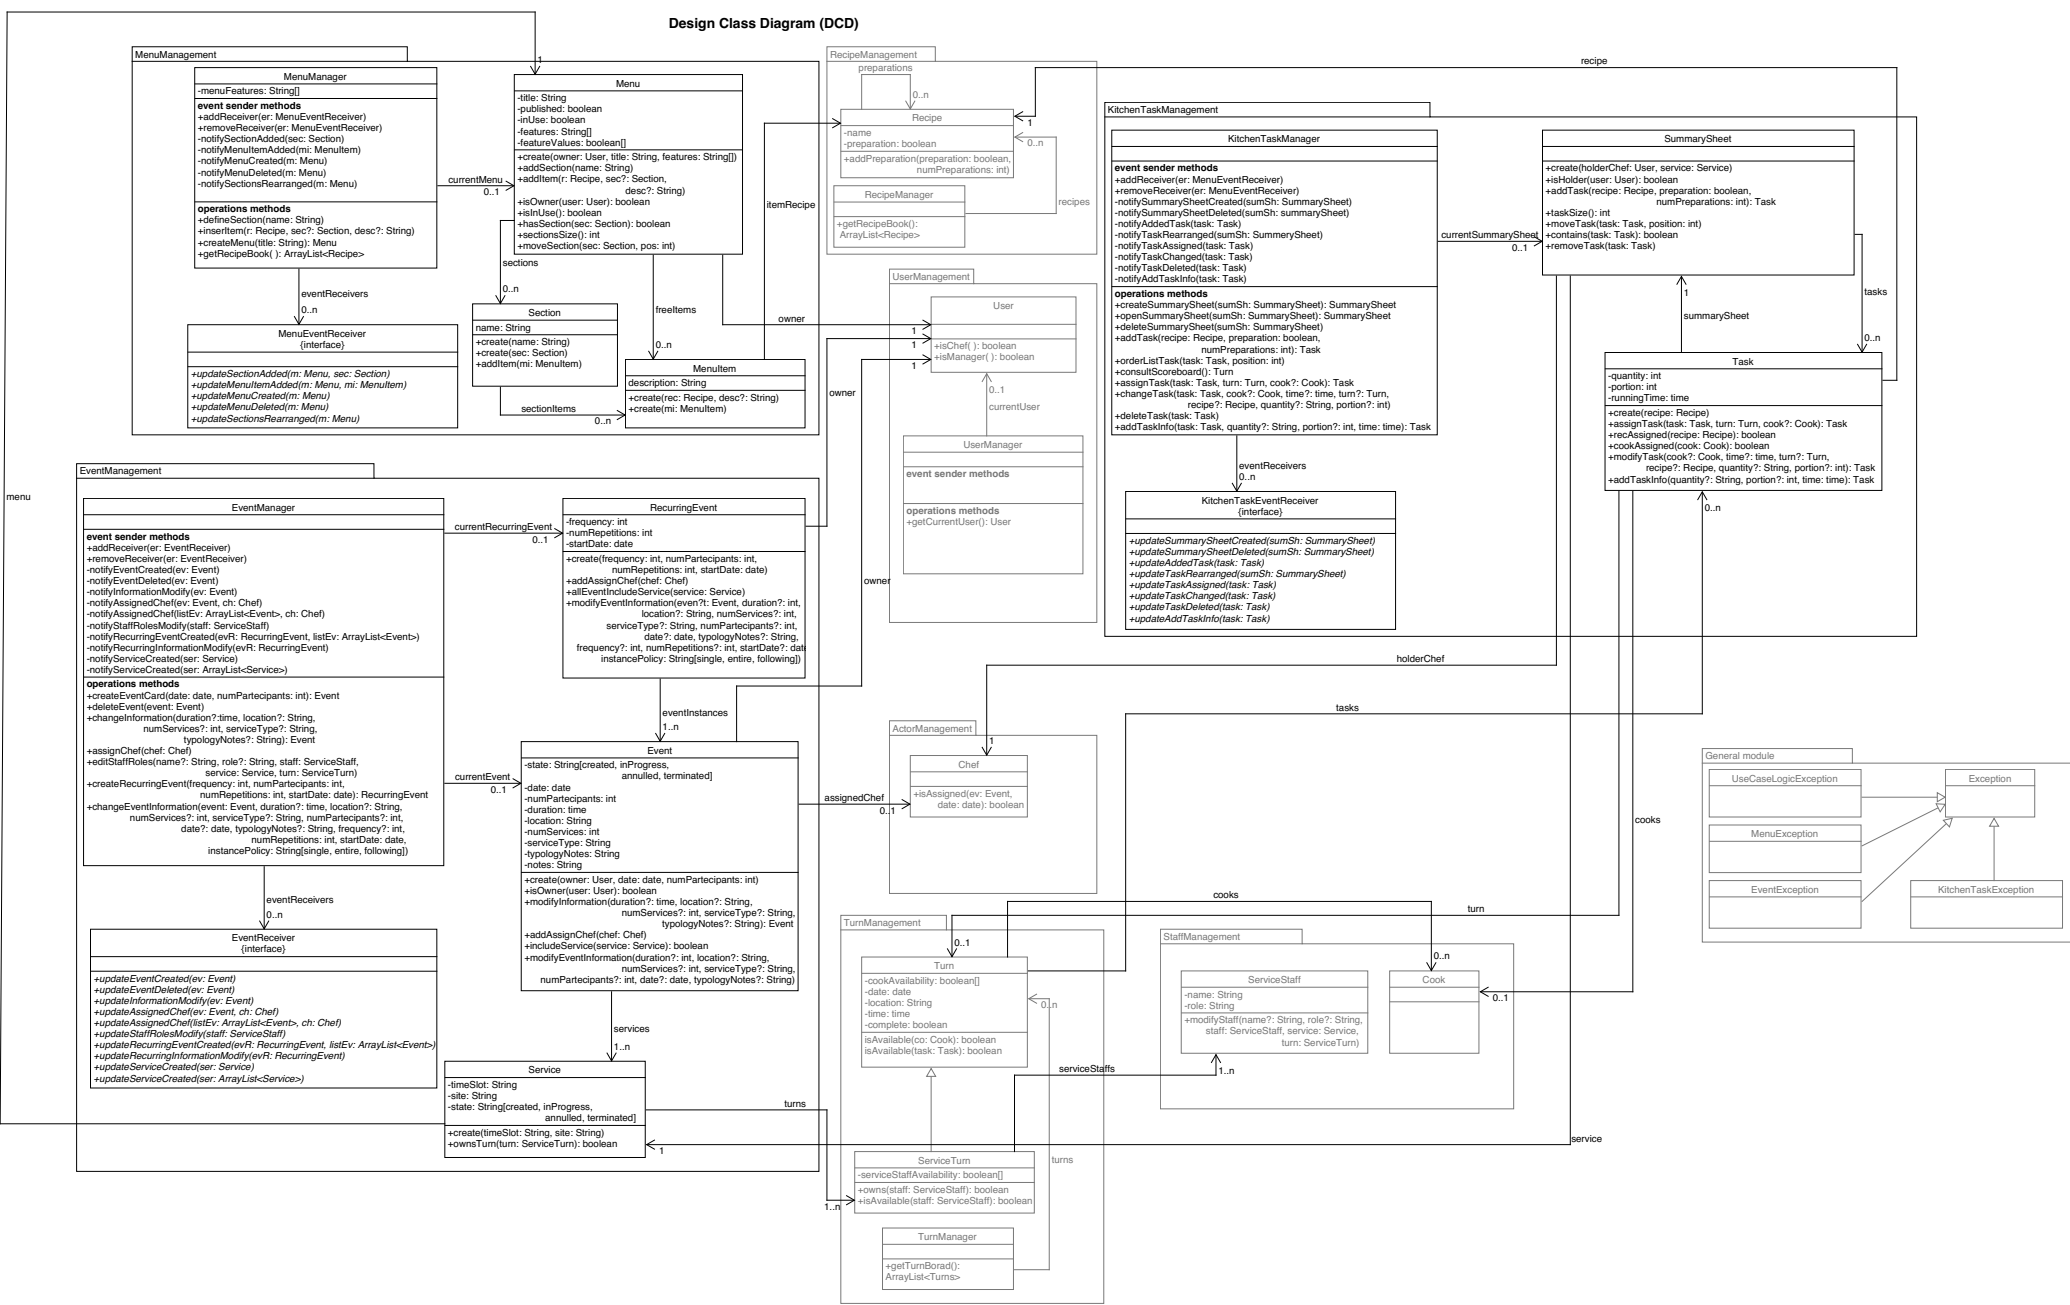 Design Class Diagram (DCD)
MenuManagement
MenuManager
-menuFeatures: String[]
event sender methods
+addReceiver(er: MenuEventReceiver)
+removeReceiver(er: MenuEventReceiver)
-notifySectionAdded(sec: Section)
-notifyMenuItemAdded(mi: MenuItem)
-notifyMenuCreated(m: Menu)
-notifyMenuDeleted(m: Menu)
-notifySectionsRearranged(m: Menu)
operations methods
+defineSection(name: String)
+inserItem(r: Recipe, sec?: Section, desc?: String)
+createMenu(title: String): Menu
+getRecipeBook( ): ArrayList<Recipe>
currentMenu
0..1
eventReceivers
0..n
MenuEventReceiver
{interface}
+updateSectionAdded(m: Menu, sec: Section)
+updateMenuItemAdded(m: Menu, mi: MenuItem)
+updateMenuCreated(m: Menu)
+updateMenuDeleted(m: Menu)
+updateSectionsRearranged(m: Menu)
1
Menu
-title: String
-published: boolean
-inUse: boolean
-features: String[]
-featureValues: boolean[]
+create(owner: User, title: String, features: String[])
+addSection(name: String)
+addItem(r: Recipe, sec?: Section,
desc?: String)
+isOwner(user: User): boolean
+isInUse(): boolean
+hasSection(sec: Section): boolean
+sectionsSize(): int
+moveSection(sec: Section, pos: int)
sections
0..n
freeItems
0..n
Section
name: String
+create(name: String)
+create(sec: Section)
+addItem(mi: MenuItem)
sectionItems
0..n
MenuItem
description: String
+create(rec: Recipe, desc?: String)
+create(mi: MenuItem)
itemRecipe
owner
1
RecipeManagement
preparations
0..n
Recipe
-name
-preparation: boolean
+addPreparation(preparation: boolean,
numPreparations: int)
1
0..n
RecipeManager
+getRecipeBook():
ArrayList<Recipe>
recipes
recipe
UserManagement
User
+isChef( ): boolean
+isManager( ): boolean
1
1
0..1
currentUser
owner
owner
UserManager
event sender methods
operations methods
+getCurrentUser(): User
KitchenTaskManagement
KitchenTaskManager
event sender methods
+addReceiver(er: MenuEventReceiver)
+removeReceiver(er: MenuEventReceiver)
-notifySummarySheetCreated(sumSh: SummarySheet)
-notifySummarySheetDeleted(sumSh: summarySheet)
-notifyAddedTask(task: Task)
-notifyTaskRearranged(sumSh: SummerySheet)
-notifyTaskAssigned(task: Task)
-notifyTaskChanged(task: Task)
-notifyTaskDeleted(task: Task)
-notifyAddTaskInfo(task: Task)
operations methods
+createSummarySheet(sumSh: SummarySheet): SummarySheet
+openSummarySheet(sumSh: SummarySheet): SummarySheet
+deleteSummarySheet(sumSh: SummarySheet)
+addTask(recipe: Recipe, preparation: boolean,
numPreparations: int): Task
+orderListTask(task: Task, position: int)
+consultScoreboard(): Turn
+assignTask(task: Task, turn: Turn, cook?: Cook): Task
+changeTask(task: Task, cook?: Cook, time?: time, turn?: Turn,
recipe?: Recipe, quantity?: String, portion?: int)
+deleteTask(task: Task)
+addTaskInfo(task: Task, quantity?: String, portion?: int, time: time): Task
currentSummarySheet
0..1
eventReceivers
0..n
KitchenTaskEventReceiver
{interface}
+updateSummarySheetCreated(sumSh: SummarySheet)
+updateSummarySheetDeleted(sumSh: SummarySheet)
+updateAddedTask(task: Task)
+updateTaskRearranged(sumSh: SummarySheet)
+updateTaskAssigned(task: Task)
+updateTaskChanged(task: Task)
+updateTaskDeleted(task: Task)
+updateAddTaskInfo(task: Task)
SummarySheet
+create(holderChef: User, service: Service)
+isHolder(user: User): boolean
+addTask(recipe: Recipe, preparation: boolean,
numPreparations: int): Task
+taskSize(): int
+moveTask(task: Task, position: int)
+contains(task: Task): boolean
+removeTask(task: Task)
1
summarySheet
tasks
0..n
Task
-quantity: int
-portion: int
-runningTime: time
+create(recipe: Recipe)
+assignTask(task: Task, turn: Turn, cook?: Cook): Task
+recAssigned(recipe: Recipe): boolean
+cookAssigned(cook: Cook): boolean
+modifyTask(cook?: Cook, time?: time, turn?: Turn,
recipe?: Recipe, quantity?: String, portion?: int): Task
+addTaskInfo(quantity?: String, portion?: int, time: time): Task
0..n
menu
EventManagement
EventManager
event sender methods
+addReceiver(er: EventReceiver)
+removeReceiver(er: EventReceiver)
-notifyEventCreated(ev: Event)
-notifyEventDeleted(ev: Event)
-notifyInformationModify(ev: Event)
-notifyAssignedChef(ev: Event, ch: Chef)
-notifyAssignedChef(listEv: ArrayList<Event>, ch: Chef)
-notifyStaffRolesModify(staff: ServiceStaff)
-notifyRecurringEventCreated(evR: RecurringEvent, listEv: ArrayList<Event>)
-notifyRecurringInformationModify(evR: RecurringEvent)
-notifyServiceCreated(ser: Service)
-notifyServiceCreated(ser: ArrayList<Service>)
operations methods
+createEventCard(date: date, numPartecipants: int): Event
+deleteEvent(event: Event)
+changeInformation(duration?:time, location?: String,
numServices?: int, serviceType?: String,
typologyNotes?: String): Event
+assignChef(chef: Chef)
+editStaffRoles(name?: String, role?: String, staff: ServiceStaff,
service: Service, turn: ServiceTurn)
+createRecurringEvent(frequency: int, numPartecipants: int,
numRepetitions: int, startDate: date): RecurringEvent
+changeEventInformation(event: Event, duration?: time, location?: String,
numServices?: int, serviceType?: String, numPartecipants?: int,
date?: date, typologyNotes?: String, frequency?: int,
numRepetitions: int, startDate: date,
instancePolicy: String[single, entire, following])
currentRecurringEvent
0..1
currentEvent
0..1
eventReceivers
0..n
EventReceiver
{interface}
+updateEventCreated(ev: Event)
+updateEventDeleted(ev: Event)
+updateInformationModify(ev: Event)
+updateAssignedChef(ev: Event, ch: Chef)
+updateAssignedChef(listEv: ArrayList<Event>, ch: Chef)
+updateStaffRolesModify(staff: ServiceStaff)
+updateRecurringEventCreated(evR: RecurringEvent, listEv: ArrayList<Event>)
+updateRecurringInformationModify(evR: RecurringEvent)
+updateServiceCreated(ser: Service)
+updateServiceCreated(ser: ArrayList<Service>)
RecurringEvent
-frequency: int
-numRepetitions: int
-startDate: date
+create(frequency: int, numPartecipants: int,
numRepetitions: int, startDate: date)
+addAssignChef(chef: Chef)
+allEventIncludeService(service: Service)
+modifyEventInformation(even?t: Event, duration?: int,
location?: String, numServices?: int,
serviceType?: String, numPartecipants?: int,
date?: date, typologyNotes?: String,
frequency?: int, numRepetitions?: int, startDate?: date
instancePolicy: String[single, entire, following])
eventInstances
1..n
Event
-state: String[created, inProgress,
annulled, terminated]
-date: date
-numPartecipants: int
-duration: time
-location: String
-numServices: int
-serviceType: String
-typologyNotes: String
-notes: String
+create(owner: User, date: date, numPartecipants: int)
+isOwner(user: User): boolean
+modifyInformation(duration?: time, location?: String,
numServices?: int, serviceType?: String,
typologyNotes?: String): Event
+addAssignChef(chef: Chef)
+includeService(service: Service): boolean
+modifyEventInformation(duration?: int, location?: String,
numServices?: int, serviceType?: String,
numPartecipants?: int, date?: date, typologyNotes?: String)
assignedChef
0..1
services
1..n
Service
-timeSlot: String
-site: String
-state: String[created, inProgress,
annulled, terminated]
+create(timeSlot: String, site: String)
+ownsTurn(turn: ServiceTurn): boolean
turns
1..n
1
service
holderChef
tasks
ActorManagement
1
Chef
+isAssigned(ev: Event,
date: date): boolean
cooks
General module
UseCaseLogicException
Exception
MenuException
EventException
KitchenTaskException
TurnManagement
cooks
turn
0..1
Turn
-cookAvailability: boolean[]
-date: date
-location: String
-time: time
-complete: boolean
isAvailable(co: Cook): boolean
isAvailable(task: Task): boolean
0..n
serviceStaffs
1..n
turns
ServiceTurn
-serviceStaffAvailability: boolean[]
+owns(staff: ServiceStaff): boolean
+isAvailable(staff: ServiceStaff): boolean
TurnManager
+getTurnBorad():
ArrayList<Turns>
StaffManagement
0..n
ServiceStaff
-name: String
-role: String
+modifyStaff(name?: String, role?: String,
staff: ServiceStaff, service: Service,
turn: ServiceTurn)
Cook
0..1